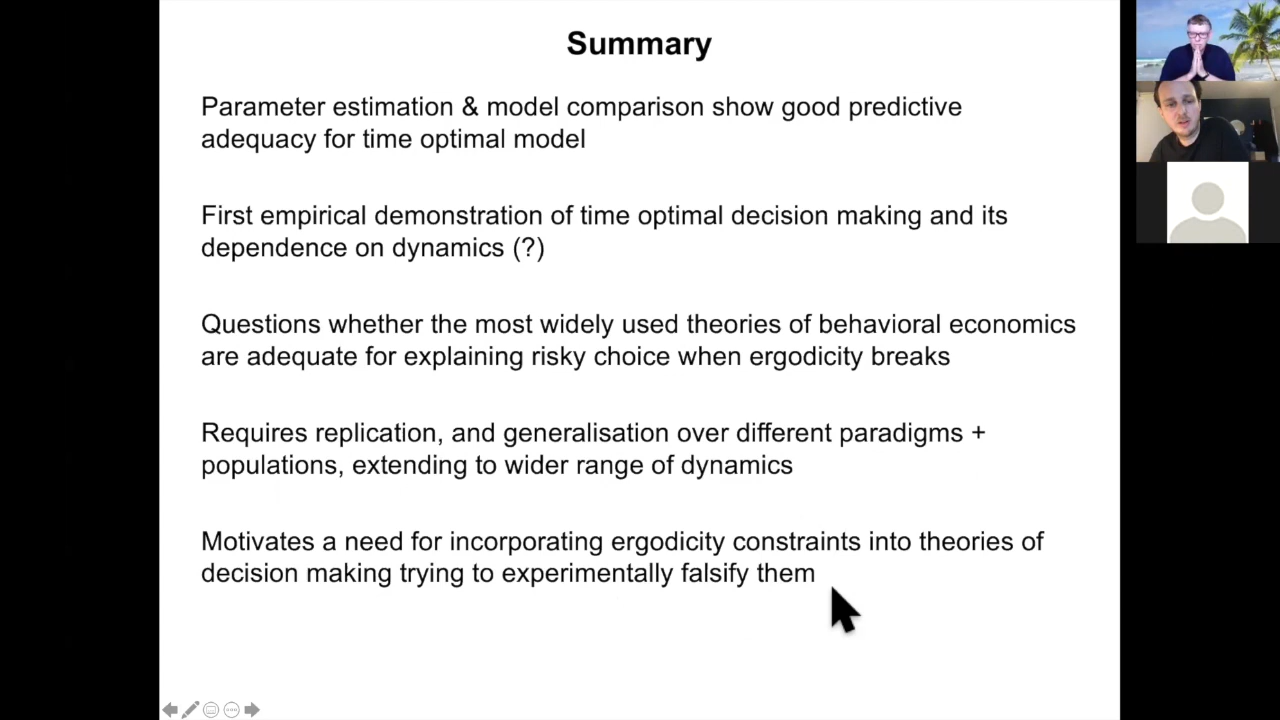 Summary
Parameter estimation & model comparison show good predictive
adequacy for time optimal model
First empirical demonstration of time optimal decision making and its
dependence on dynamics (?)
Questions whether the most widely used theories of behavioral economics
are adequate for explaining risky choice when ergodicity breaks
Requires replication, and generalisation over different paradigms +
populations, extending to wider range of dynamics
Motivates a need for incorporating ergodicity constraints into theories of
decision making trying to experimentally falsify them